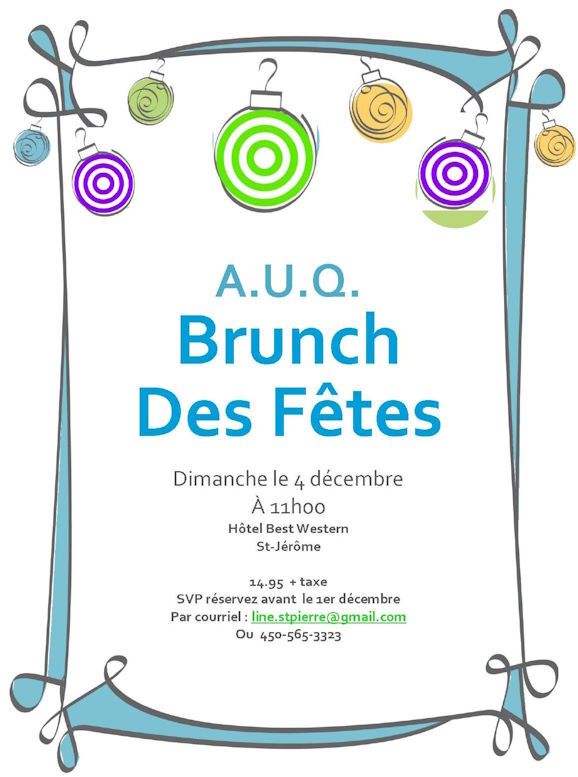 A.U.Q.
Brunch
Des Fêtes
Dimanche le 4 décembre
À 11h00
Hôtel Best Western
St-Jérôme
14.95 + taxe
SVP réservez avant le 1er décembre
Par courriel : line.stpierre@gmail.com
Ou 450-565-3323